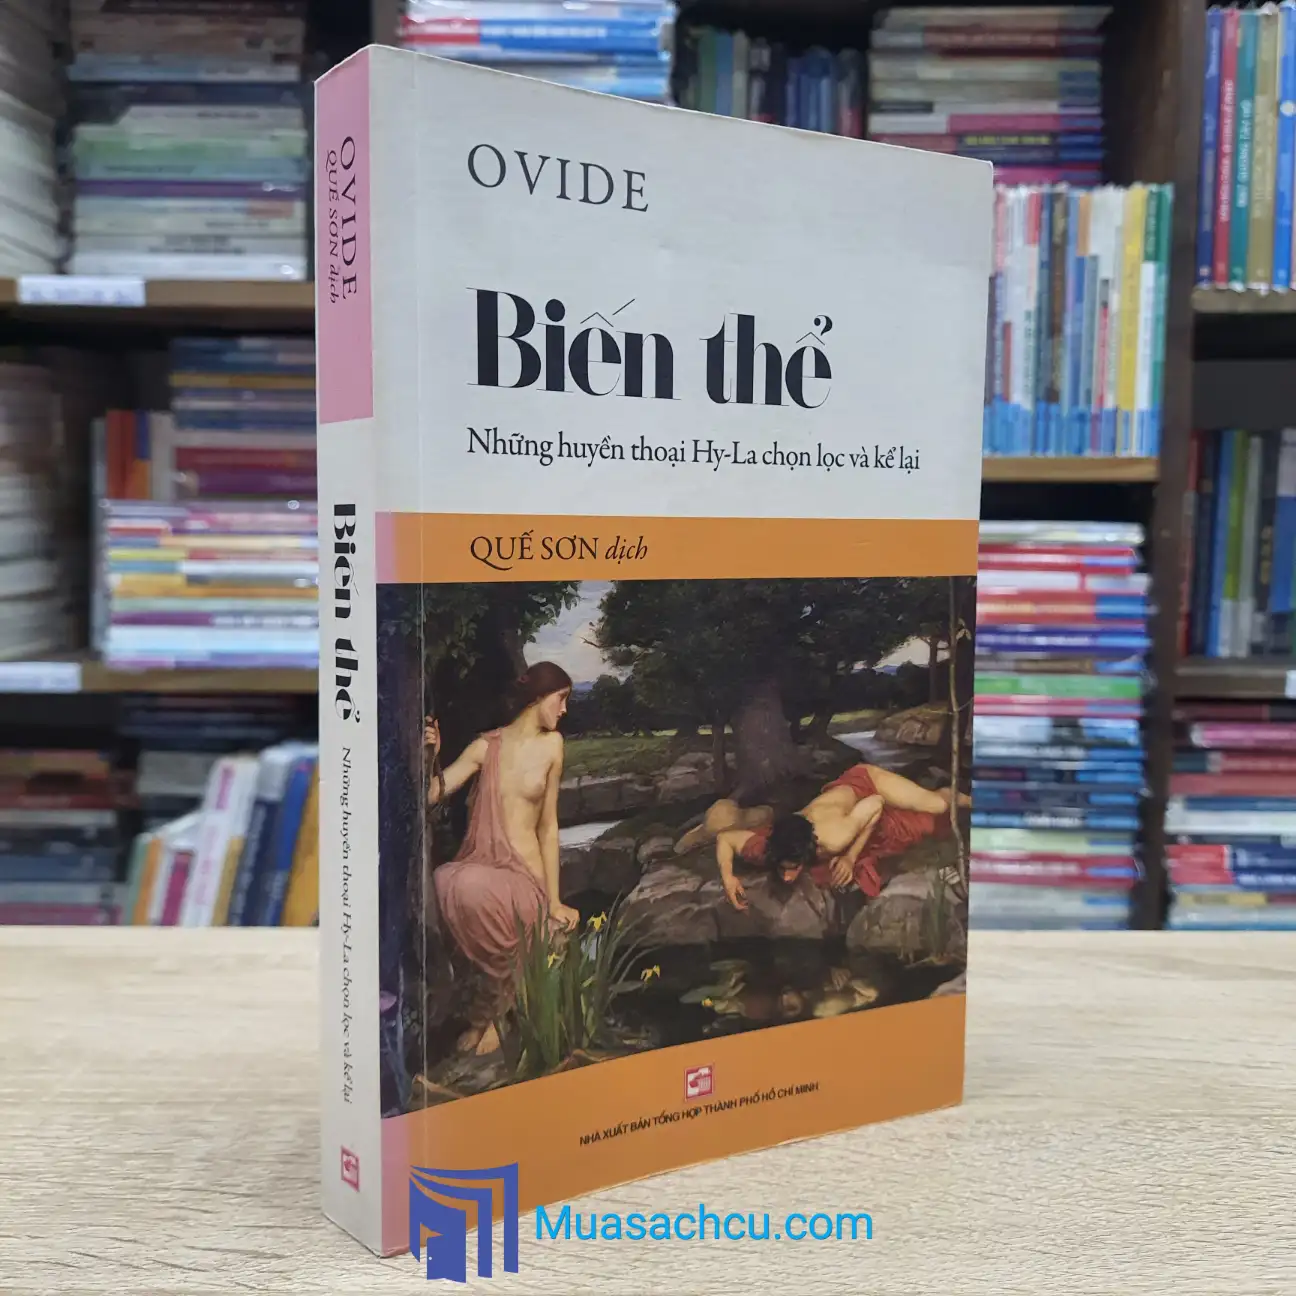 OVIDE
Biến thể
Những huyền thoại Hy-La chọn lọc và kể lại
QUẾ SƠN dịch
NHÀ XUẤT BẢN TỔNG HỢP THÀNH PHỐ HỒ CHÍ MINH
OVIDE
QUẾ SƠN dịch
Biến thể
Những huyền thoại Hy-La chọn lọc và kể lại
Muasachcu.com